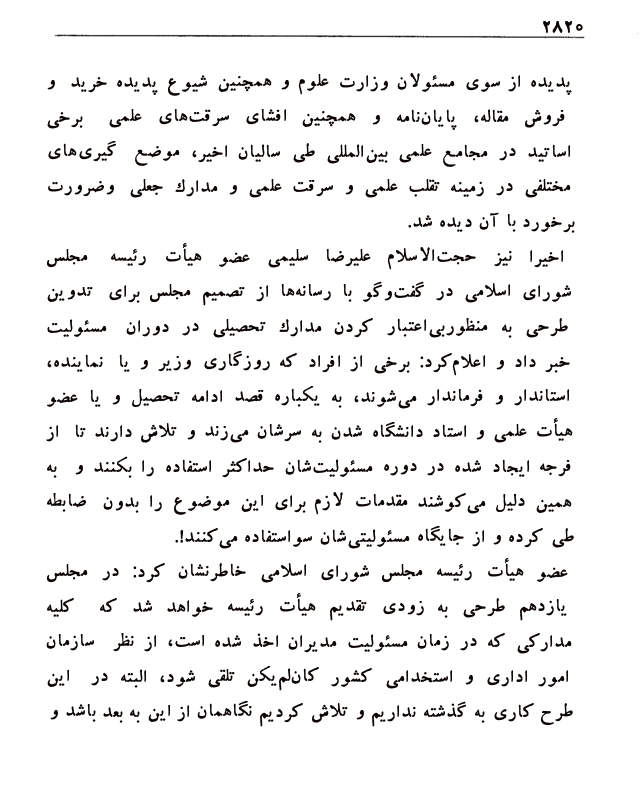 ۲۸۲۰
پدیده از سوی مسئولان وزارت علوم و همچنین شیوع پدیده خرید و
فروش مقاله، پایان‌نامه و همچنین افشای سرقت‌های علمی برخی
اساتید در مجامع علمی بین‌المللی طی سالیان اخیر، موضع گیری‌های
مختلفی در زمینه تقلب علمی و سرقت علمی و مدارك جعلی وضرورت
برخورد با آن دیده شد.
اخیرا نیز حجت‌الاسلام علیرضا سلیمی عضو هیأت رئیسه مجلس
شورای اسلامی در گفت‌وگو با رسانه‌ها از تصمیم مجلس برای تدوین
طرحی به منظوربی‌اعتبار کردن مدارك تحصیلی در دوران مسئولیت
خبر داد و اعلام‌کرد: برخی از افراد که روزگاری وزیر و یا نماینده،
استاندار و فرماندار می‌شوند، به یکباره قصد ادامه تحصیل و یا عضو
هیأت علمی و استاد دانشگاه شدن به سرشان می‌زند و تلاش دارند تا از
فرجه ایجاد شده در دوره مسئولیت‌شان حداکثر استفاده را بکنند و به
همین دلیل می‌کوشند مقدمات لازم برای این موضوع را بدون ضابطه
طی کرده و از جایگاه مسئولیتی‌شان سواستفاده می‌کنند!.
عضو هیأت رئیسه مجلس شورای اسلامی خاطرنشان کرد: در مجلس
یازدهم طرحی به زودی تقدیم هیأت رئیسه خواهد شد که کلیه
مدارکی که در زمان مسئولیت مدیران اخذ شده است، از نظر سازمان
امور اداری و استخدامی کشور کان‌لم‌یکن تلقی شود، البته در این
طرح کاری به گذشته نداریم و تلاش کردیم نگاهمان از این به بعد باشد و